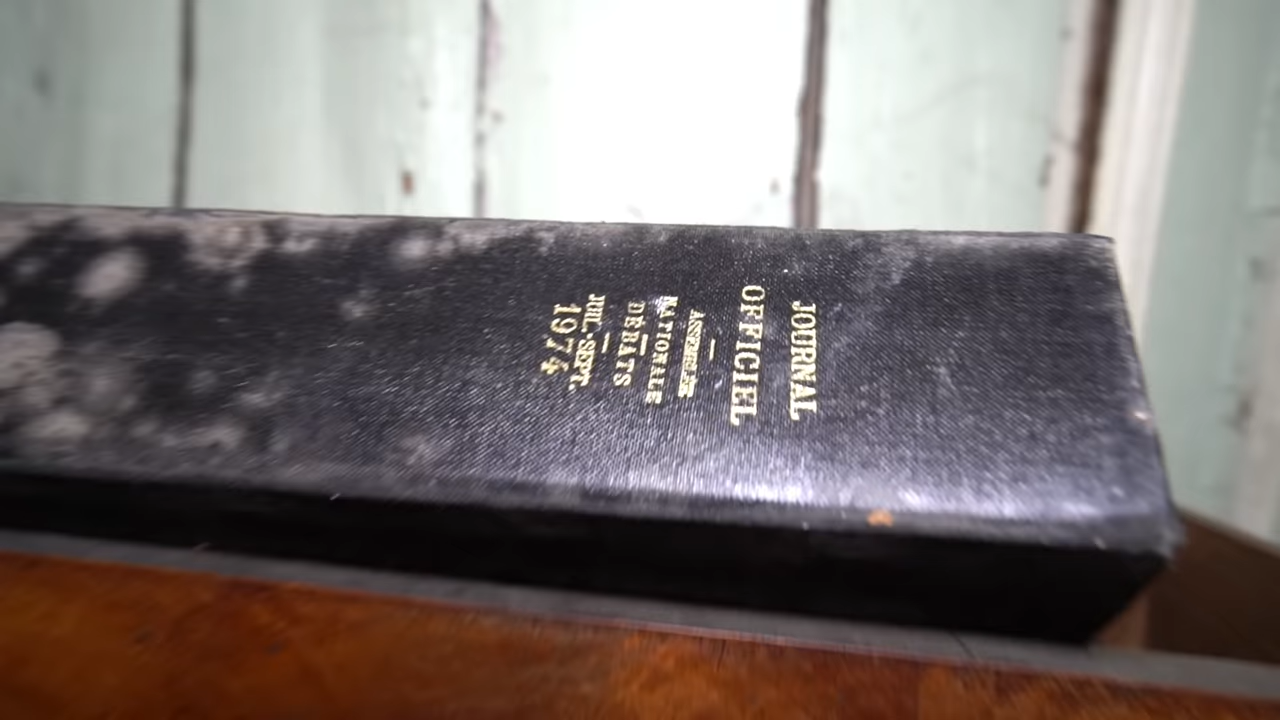 JOURNAL
OFFICIEL
ASSEMBLÉE
NATIONALE
DÉBATS
JUIL.-SEPT.
1974